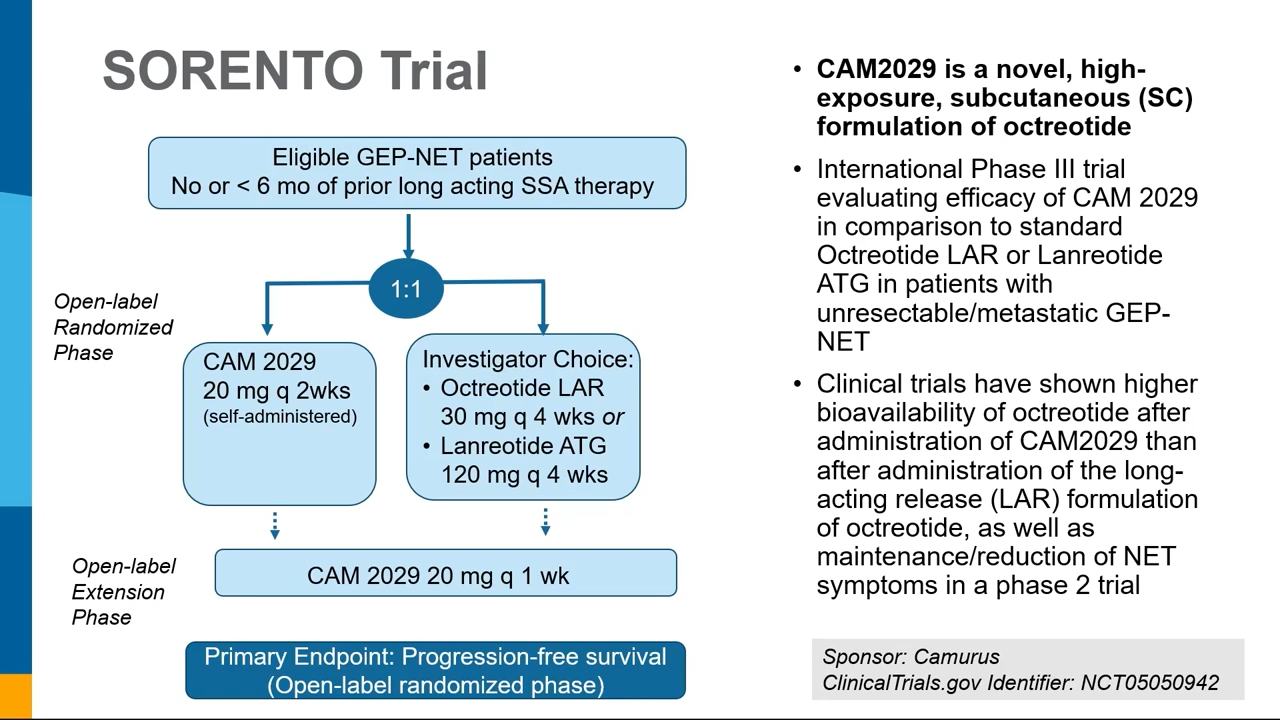 SORENTO Trial
Eligible GEP-NET patients
No or < 6 mo of prior long acting SSA therapy
1:1
Open-label
Randomized
Phase
CAM 2029
20 mg q 2wks
(self-administered)
Investigator Choice:
• Octreotide LAR
30 mg q 4 wks or
• Lanreotide ATG
120 mg q 4 wks
Open-label
Extension
Phase
CAM 2029 20 mg q 1 wk
Primary Endpoint: Progression-free survival
(Open-label randomized phase)
• CAM2029 is a novel, high-
exposure, subcutaneous (SC)
formulation of octreotide
• International Phase III trial
evaluating efficacy of CAM 2029
in comparison to standard
Octreotide LAR or Lanreotide
ATG in patients with
unresectable/metastatic GEP-
NET
• Clinical trials have shown higher
bioavailability of octreotide after
administration of CAM2029 than
after administration of the long-
acting release (LAR) formulation
of octreotide, as well as
maintenance/reduction of NET
symptoms in a phase 2 trial
Sponsor: Camurus
ClinicalTrials.gov Identifier: NCT05050942